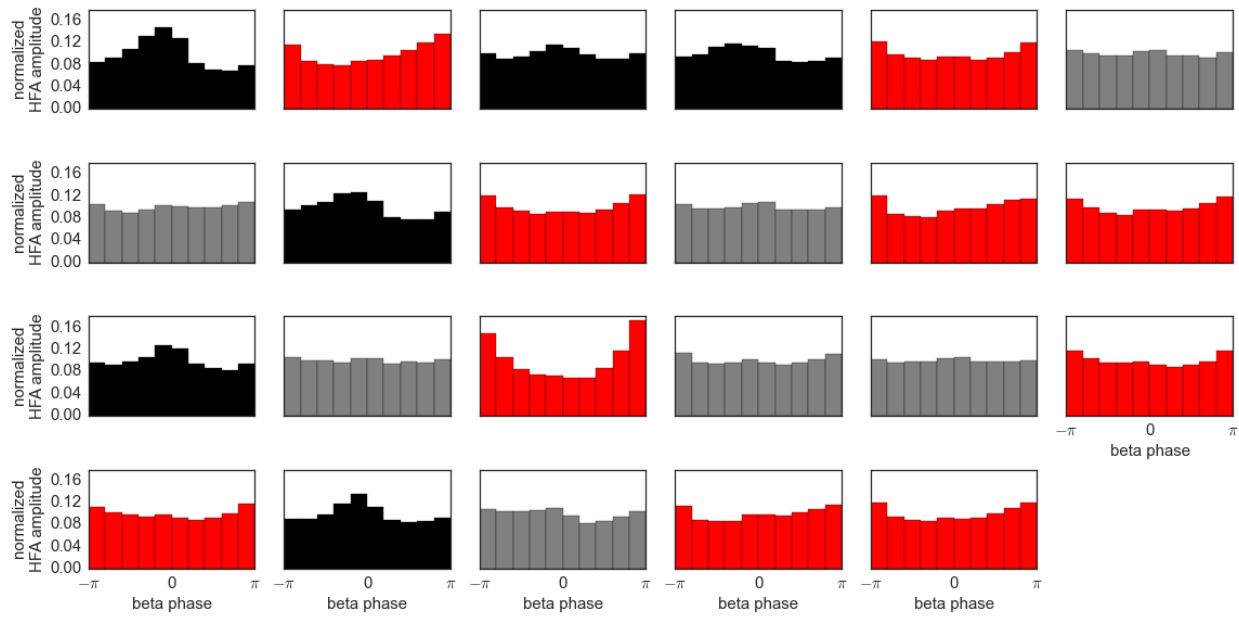 normalized
HFA amplitude
0.16
0.12
0.08
0.04
0.00
normalized
HFA amplitude
0.16
0.12
0.08
0.04
0.00
normalized
HFA amplitude
0.16
0.12
0.08
0.04
0.00
−π 0 π
beta phase
normalized
HFA amplitude
0.16
0.12
0.08
0.04
0.00
−π 0 π −π 0 π −π 0 π −π 0 π −π 0 π
beta phase beta phase beta phase beta phase beta phase